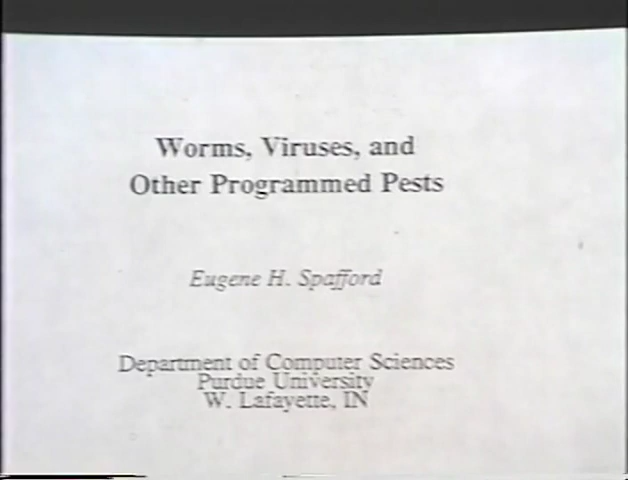 Worms, Viruses, and
Other Programmed Pests
Eugene H. Spafford
Department of Computer Sciences
Purdue University
W. Lafayette, IN